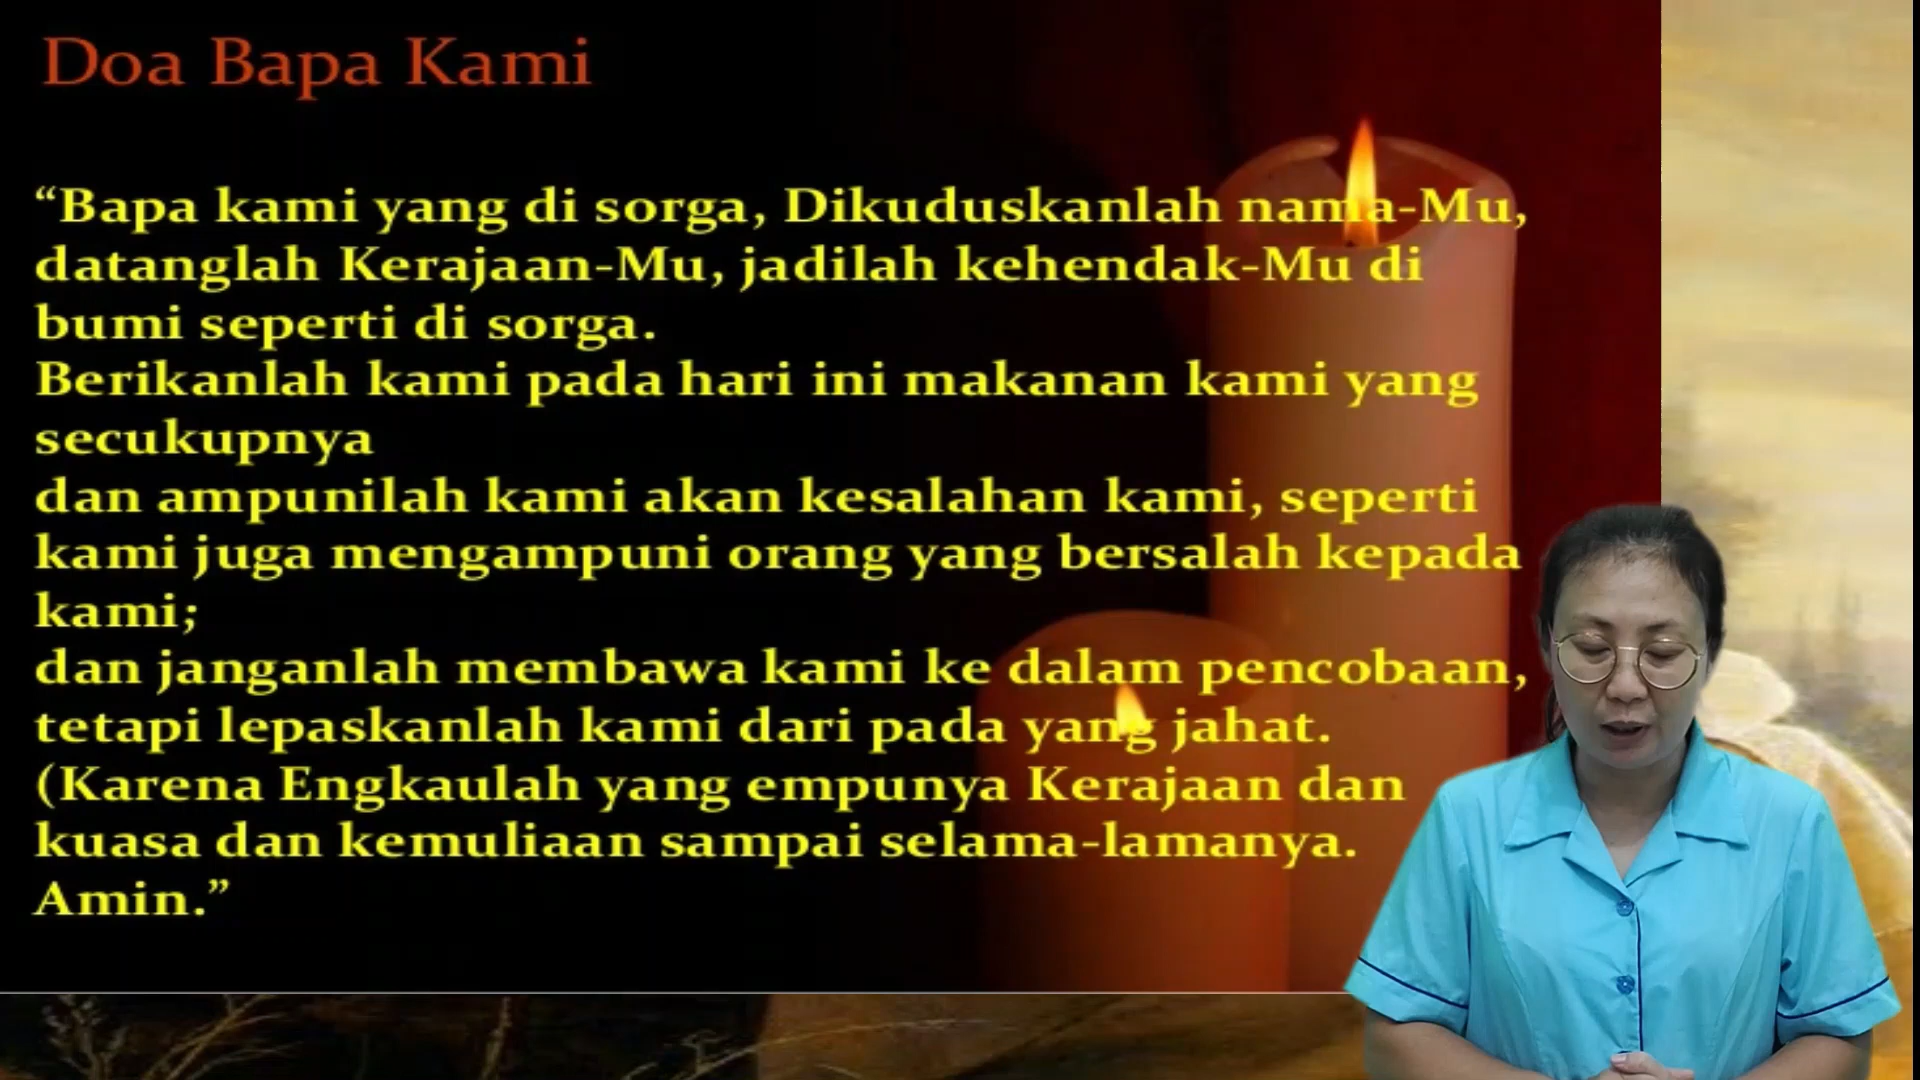 Doa Bapa Kami
“Bapa kami yang di sorga, Dikuduskanlah nama-Mu,
datanglah Kerajaan-Mu, jadilah kehendak-Mu di
bumi seperti di sorga.
Berikanlah kami pada hari ini makanan kami yang
secukupnya
dan ampunilah kami akan kesalahan kami, seperti
kami juga mengampuni orang yang bersalah kepada
kami;
dan janganlah membawa kami ke dalam pencobaan,
tetapi lepaskanlah kami dari pada yang jahat.
(Karena Engkaulah yang empunya Kerajaan dan
kuasa dan kemuliaan sampai selama-lamanya.
Amin.”